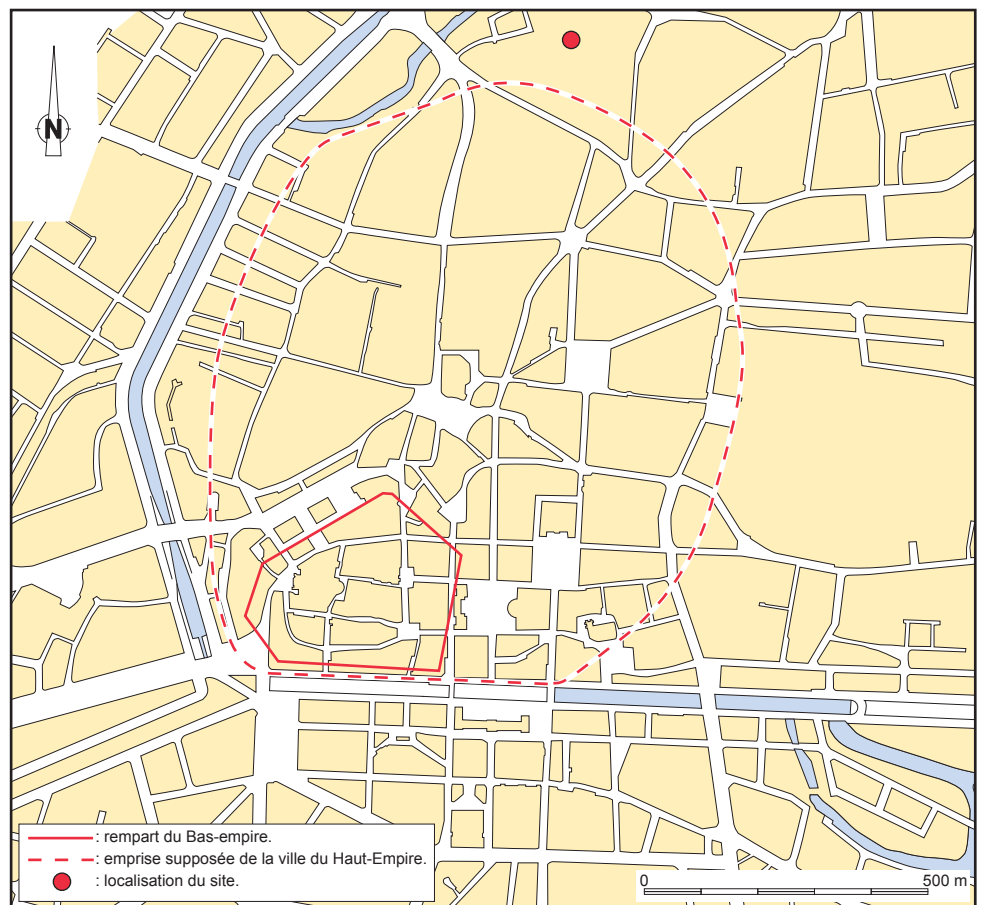 N
: rempart du Bas-empire.
: emprise supposée de la ville du Haut-Empire.
: localisation du site.
0 500 m